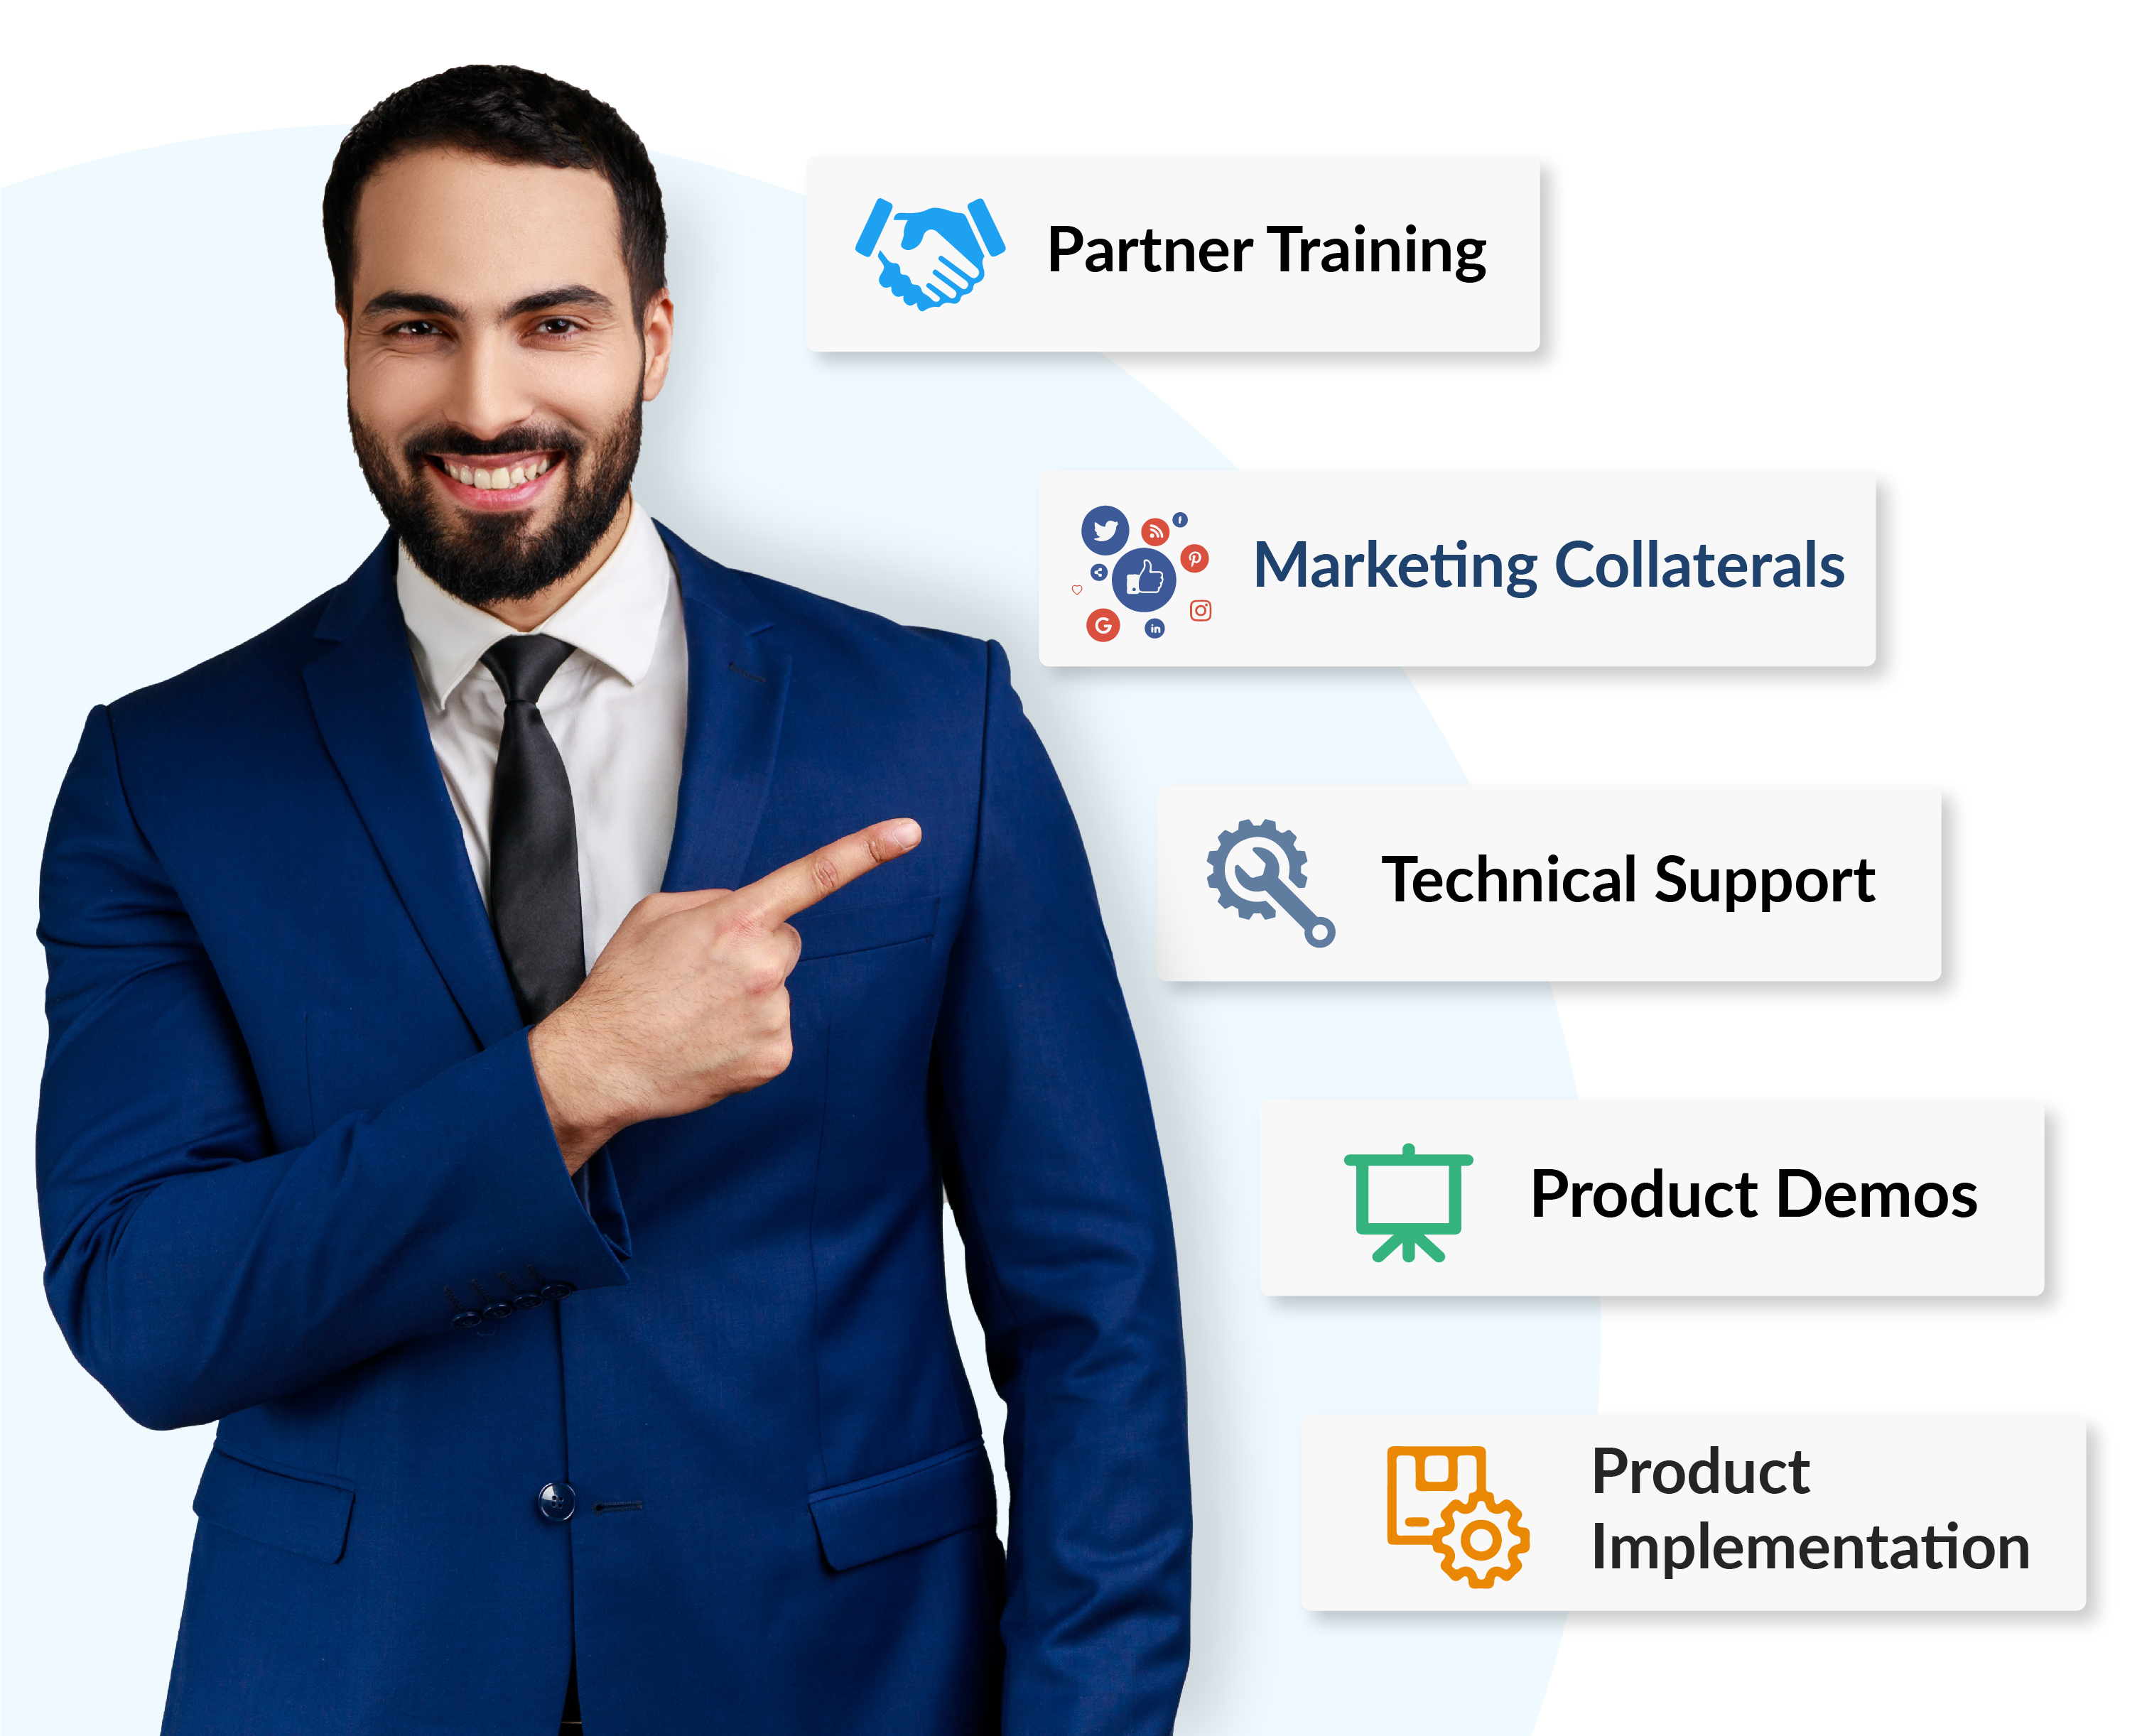 Partner Training
Marketing Collaterals
Technical Support
Product Demos
Product
Implementation